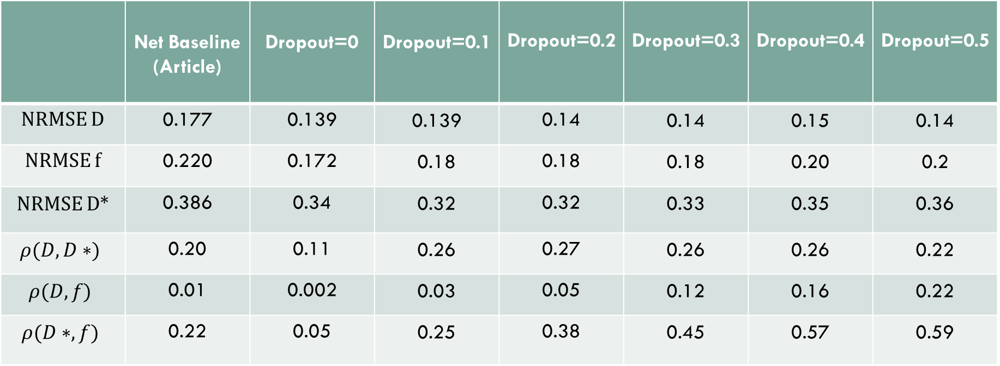 Net Baseline (Article) Dropout=0 Dropout=0.1 Dropout=0.2 Dropout=0.3 Dropout=0.4 Dropout=0.5
NRMSE D 0.177 0.139 0.139 0.14 0.14 0.15 0.14
NRMSE f 0.220 0.172 0.18 0.18 0.18 0.20 0.2
NRMSE D* 0.386 0.34 0.32 0.32 0.33 0.35 0.36
ρ(D, D *) 0.20 0.11 0.26 0.27 0.26 0.26 0.22
ρ(D, f) 0.01 0.002 0.03 0.05 0.12 0.16 0.22
ρ(D *, f) 0.22 0.05 0.25 0.38 0.45 0.57 0.59